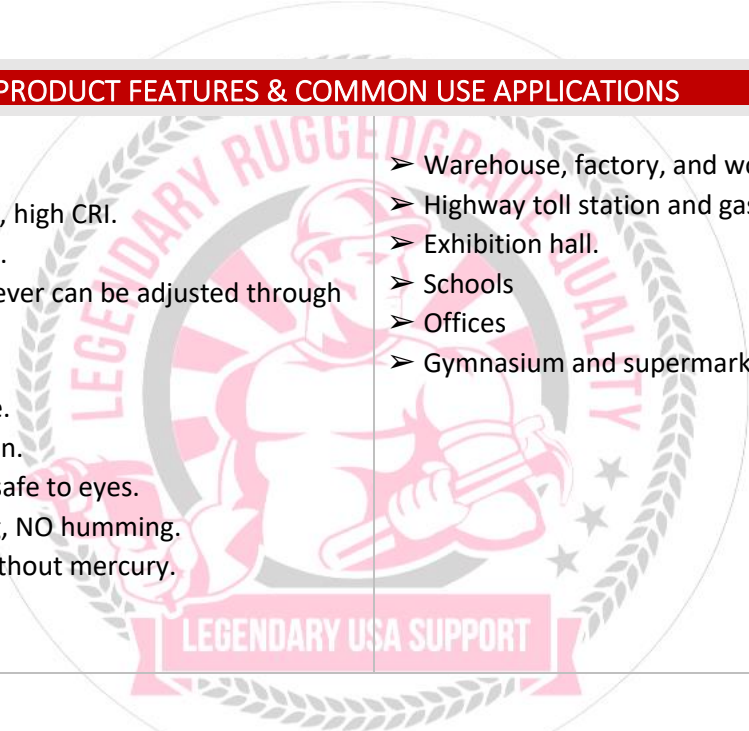 PRODUCT FEATURES & COMMON USE APPLICATIONS
, high CRI.
.
ever can be adjusted through
e.
n.
safe to eyes.
, NO humming.
thout mercury.
➢ Warehouse, factory, and wo
➢ Highway toll station and gas
➢ Exhibition hall.
➢ Schools
➢ Offices
➢ Gymnasium and supermark
LEGENDARY RUGGEDGRADE QUALITY
LEGENDARY USA SUPPORT